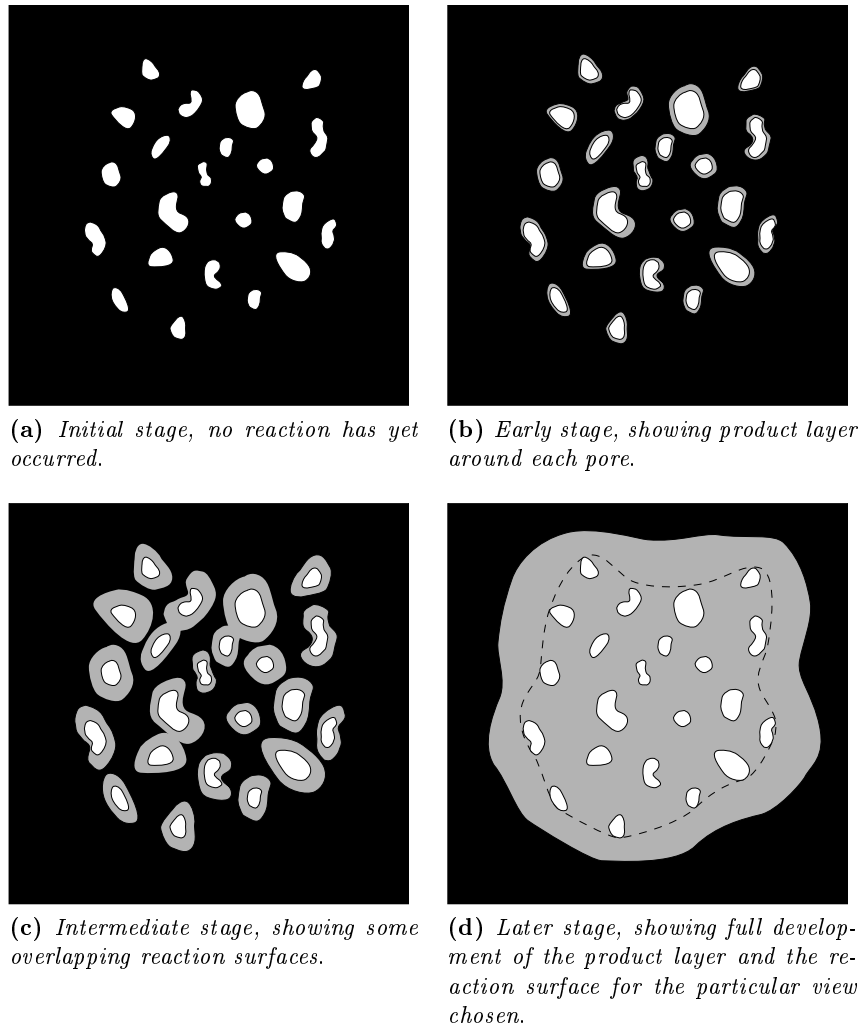 (a) Initial stage, no reaction has yet
occurred.
(b) Early stage, showing product layer
around each pore.
(c) Intermediate stage, showing some
overlapping reaction surfaces.
(d) Later stage, showing full develop-
ment of the product layer and the re-
action surface for the particular view
chosen.